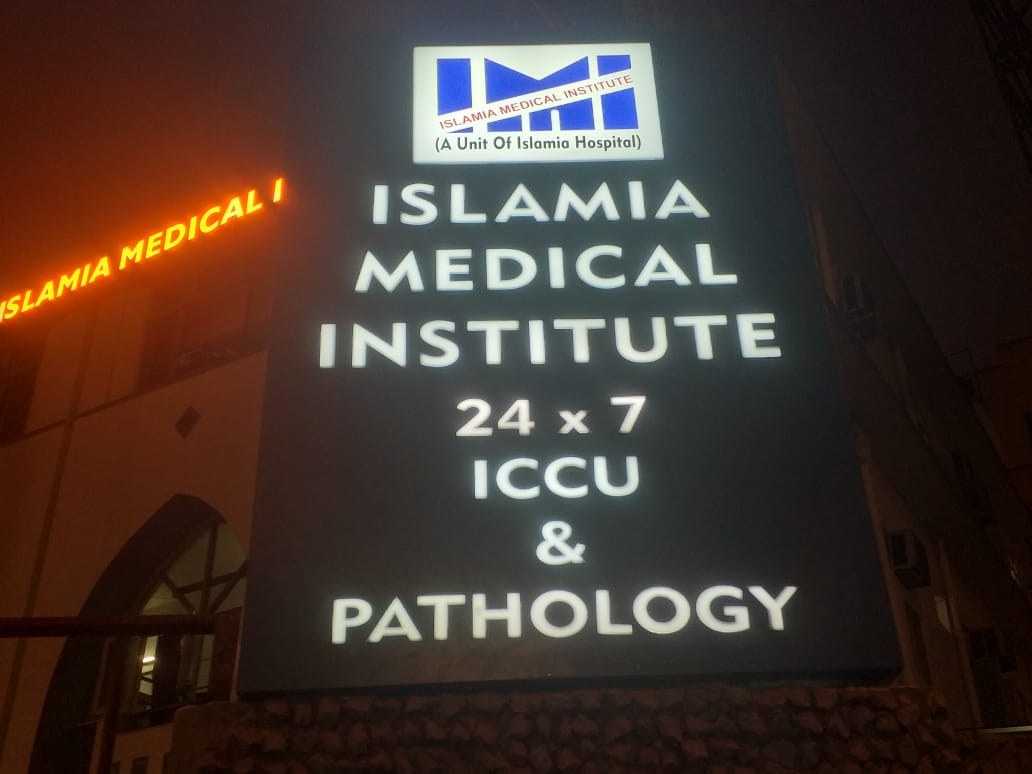 IMI
ISLAMIA MEDICAL INSTITUTE
(A Unit Of Islamia Hospital)
ISLAMIA
MEDICAL
INSTITUTE
24 x 7
ICCU
&
PATHOLOGY
ISLAMIA MEDICAL I